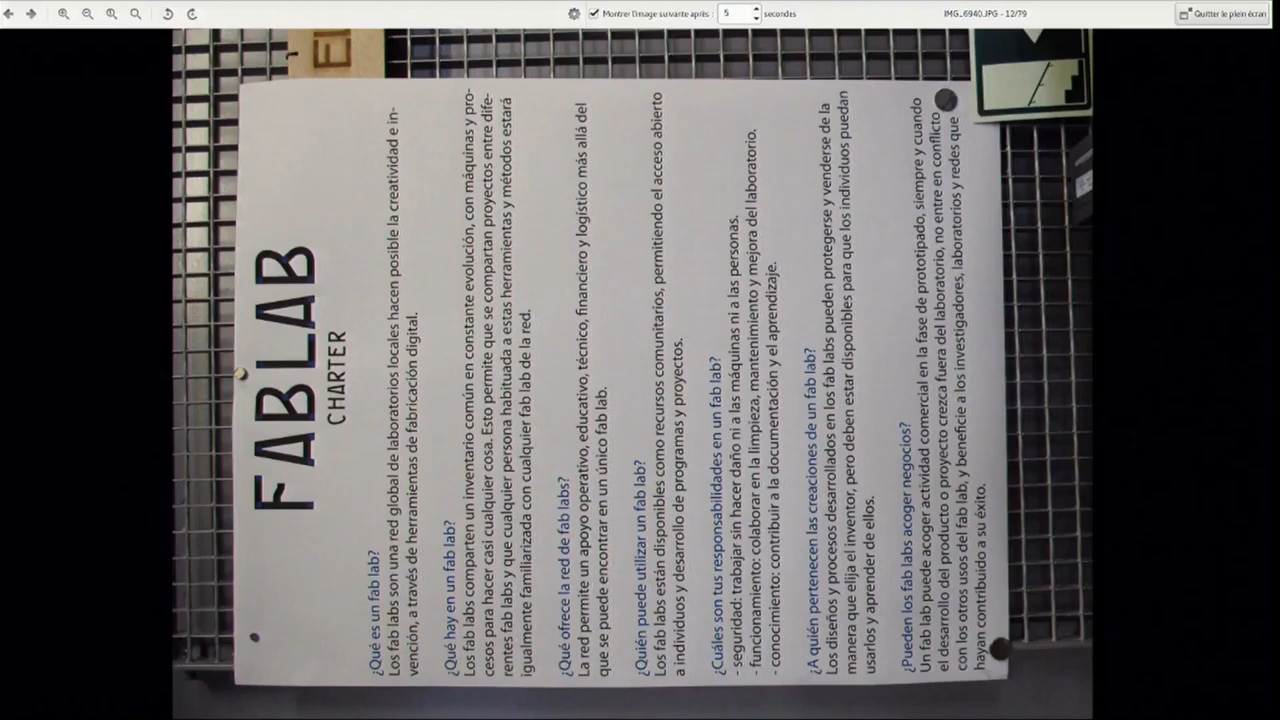 Montrer l'image suivante après :
5
secondes
IMG_6940.JPG - 12/79
Quitter le plein écran
FABLAB
CHARTER
¿Qué es un fab lab?
Los fab labs son una red global de laboratorios locales hacen posible la creatividad e in-
vención, a través de herramientas de fabricación digital.
¿Qué hay en un fab lab?
Los fab labs comparten un inventario común en constante evolución, con máquinas y pro-
cesos para hacer casi cualquier cosa. Esto permite que se compartan proyectos entre dife-
rentes fab labs y que cualquier persona habituada a estas herramientas y métodos estará
igualmente familiarizada con cualquier fab lab de la red.
¿Qué ofrece la red de fab labs?
La red permite un apoyo operativo, educativo, técnico, financiero y logístico más allá del
que se puede encontrar en un único fab lab.
¿Quién puede utilizar un fab lab?
Los fab labs están disponibles como recursos comunitarios, permitiendo el acceso abierto
a individuos y desarrollo de programas y proyectos.
¿Cuáles son tus responsabilidades en un fab lab?
- seguridad: trabajar sin hacer daño ni a las máquinas ni a las personas.
- funcionamiento: colaborar en la limpieza, mantenimiento y mejora del laboratorio.
- conocimiento: contribuir a la documentación y el aprendizaje.
¿A quién pertenecen las creaciones de un fab lab?
Los diseños y procesos desarrollados en los fab labs pueden protegerse y venderse de la
manera que elija el inventor, pero deben estar disponibles para que los individuos puedan
usarlos y aprender de ellos.
¿Pueden los fab labs acoger negocios?
Un fab lab puede acoger actividad comercial en la fase de prototipado, siempre y cuando
el desarrollo del producto o proyecto crezca fuera del laboratorio, no entre en conflicto
con los otros usos del fab lab, y beneficie a los investigadores, laboratorios y redes que
hayan contribuido a su éxito.